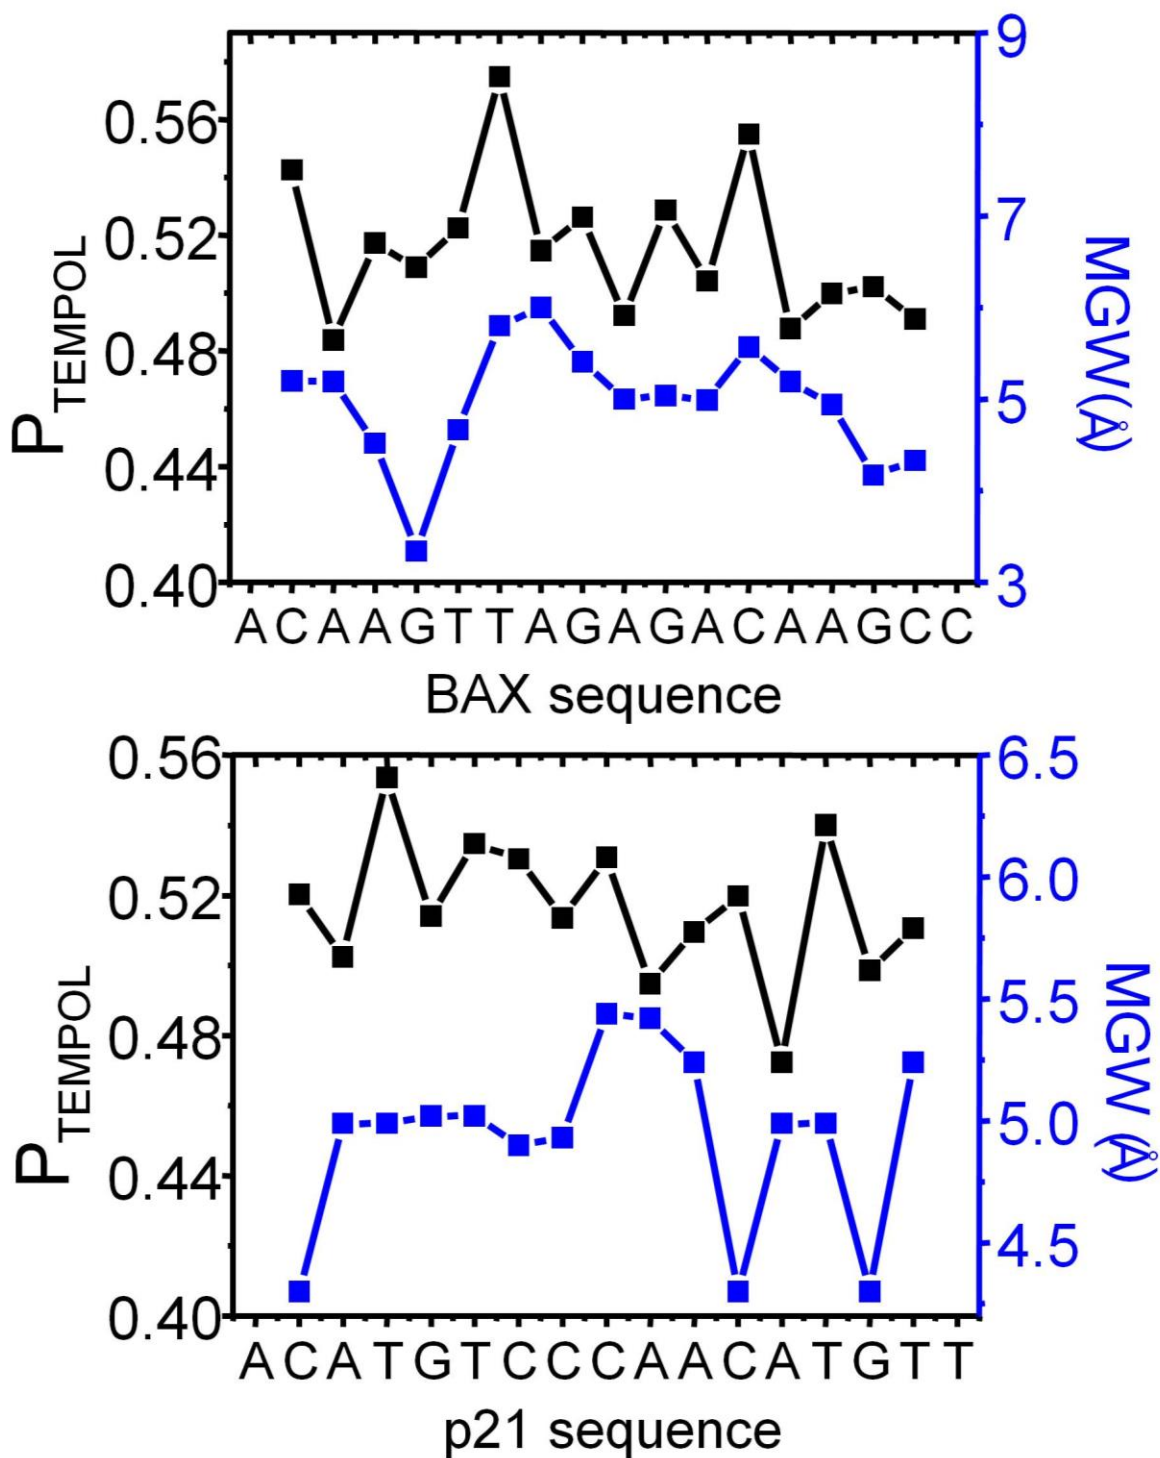 9
0.56
7
0.52
P TEMPOL
MGW(Å)
0.48
5
0.44
0.40
3
A C A A G T T A G A G A C A A G C C
BAX sequence
0.56
6.5
0.52
6.0
P TEMPOL
MGW (Å)
5.5
0.48
5.0
0.44
4.5
0.40
A C A T G T C C C A A C A T G T T
p21 sequence